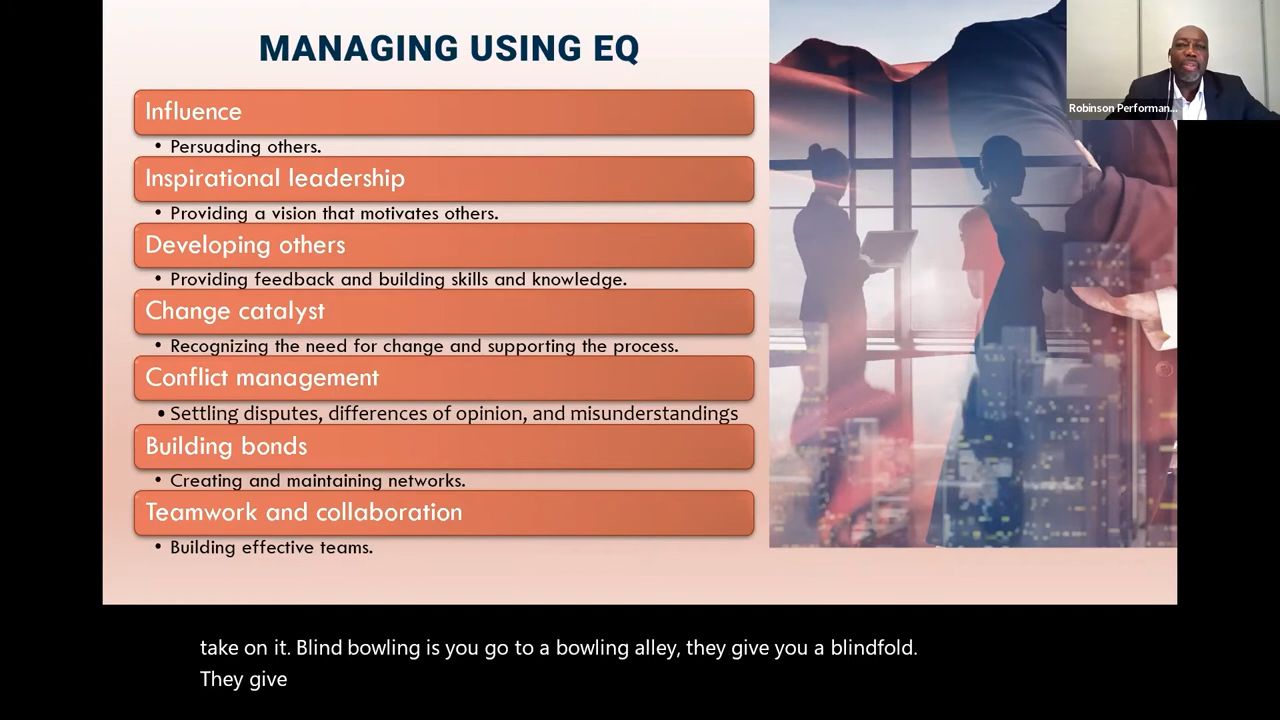 MANAGING USING EQ
Robinson Performan...
Influence
• Persuading others.
Inspirational leadership
• Providing a vision that motivates others.
Developing others
• Providing feedback and building skills and knowledge.
Change catalyst
• Recognizing the need for change and supporting the process.
Conflict management
• Settling disputes, differences of opinion, and misunderstandings
Building bonds
• Creating and maintaining networks.
Teamwork and collaboration
• Building effective teams.
take on it. Blind bowling is you go to a bowling alley, they give you a blindfold.
They give